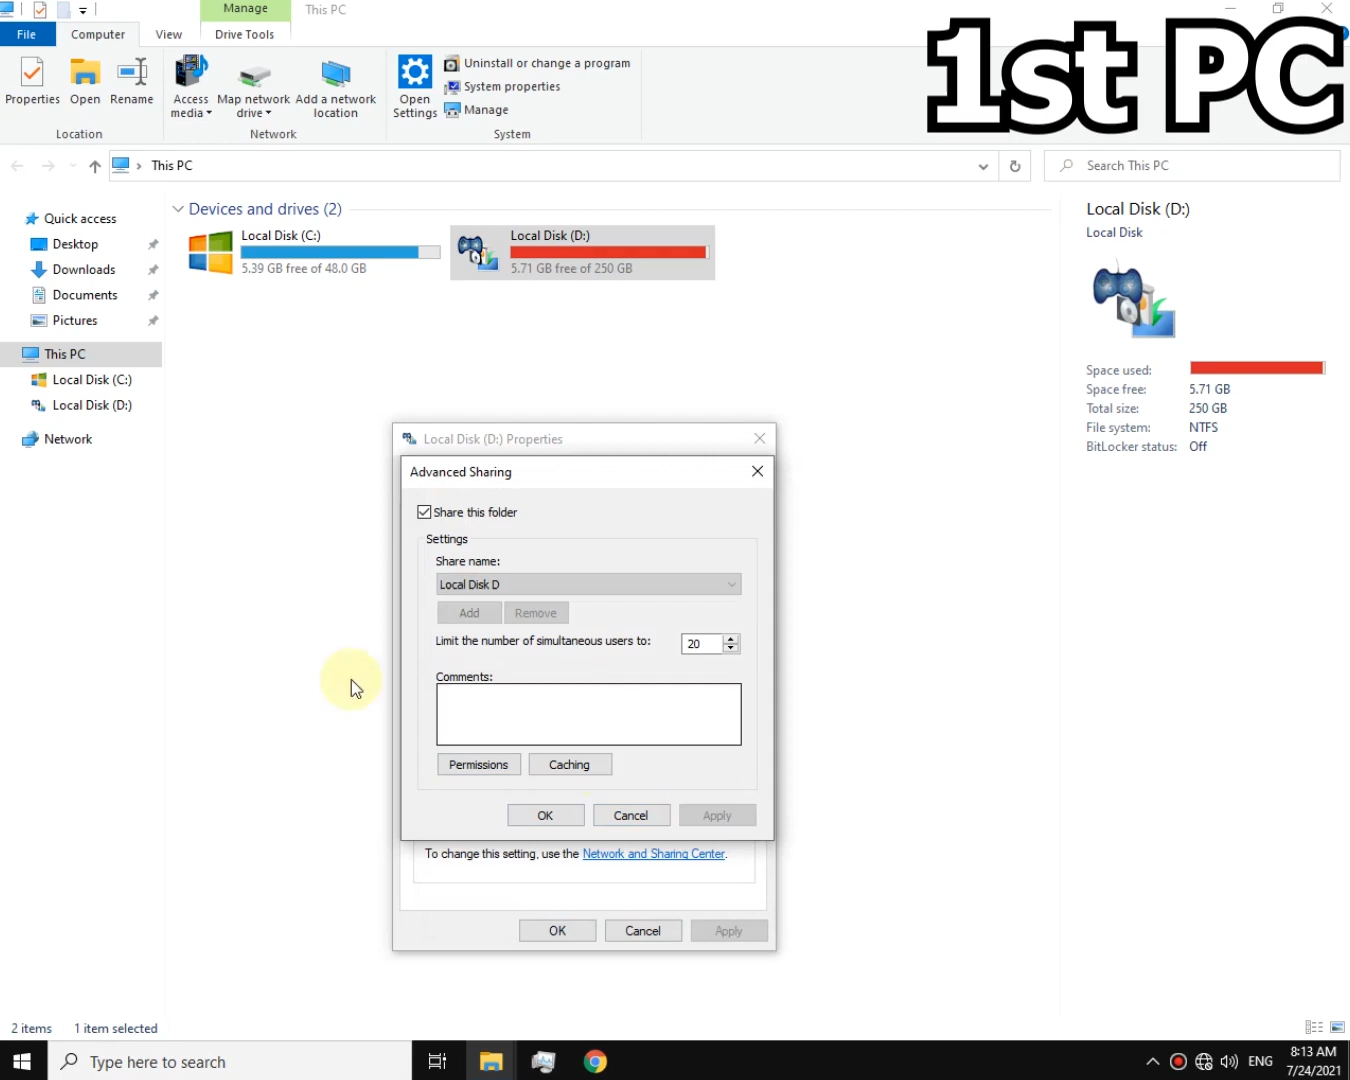 Manage
This PC
File
Computer
View
Drive Tools
1st PC
Properties
Open
Rename
Access media
Map network drive
Add a network location
Open Settings
Uninstall or change a program
System properties
Manage
Location
Network
System
This PC
Search This PC
Quick access
Desktop
Downloads
Documents
Pictures
This PC
Local Disk (C:)
Local Disk (D:)
Network
Devices and drives (2)
Local Disk (C:)
5.39 GB free of 48.0 GB
Local Disk (D:)
5.71 GB free of 250 GB
Local Disk (D:)
Local Disk
Space used:
Space free: 5.71 GB
Total size: 250 GB
File system: NTFS
BitLocker status: Off
Local Disk (D:) Properties
Advanced Sharing
Share this folder
Settings
Share name:
Local Disk D
Add
Remove
Limit the number of simultaneous users to: 20
Comments:
Permissions
Caching
OK
Cancel
Apply
To change this setting, use the Network and Sharing Center.
OK
Cancel
Apply
2 items
1 item selected
Type here to search
ENG
8:13 AM
7/24/2021